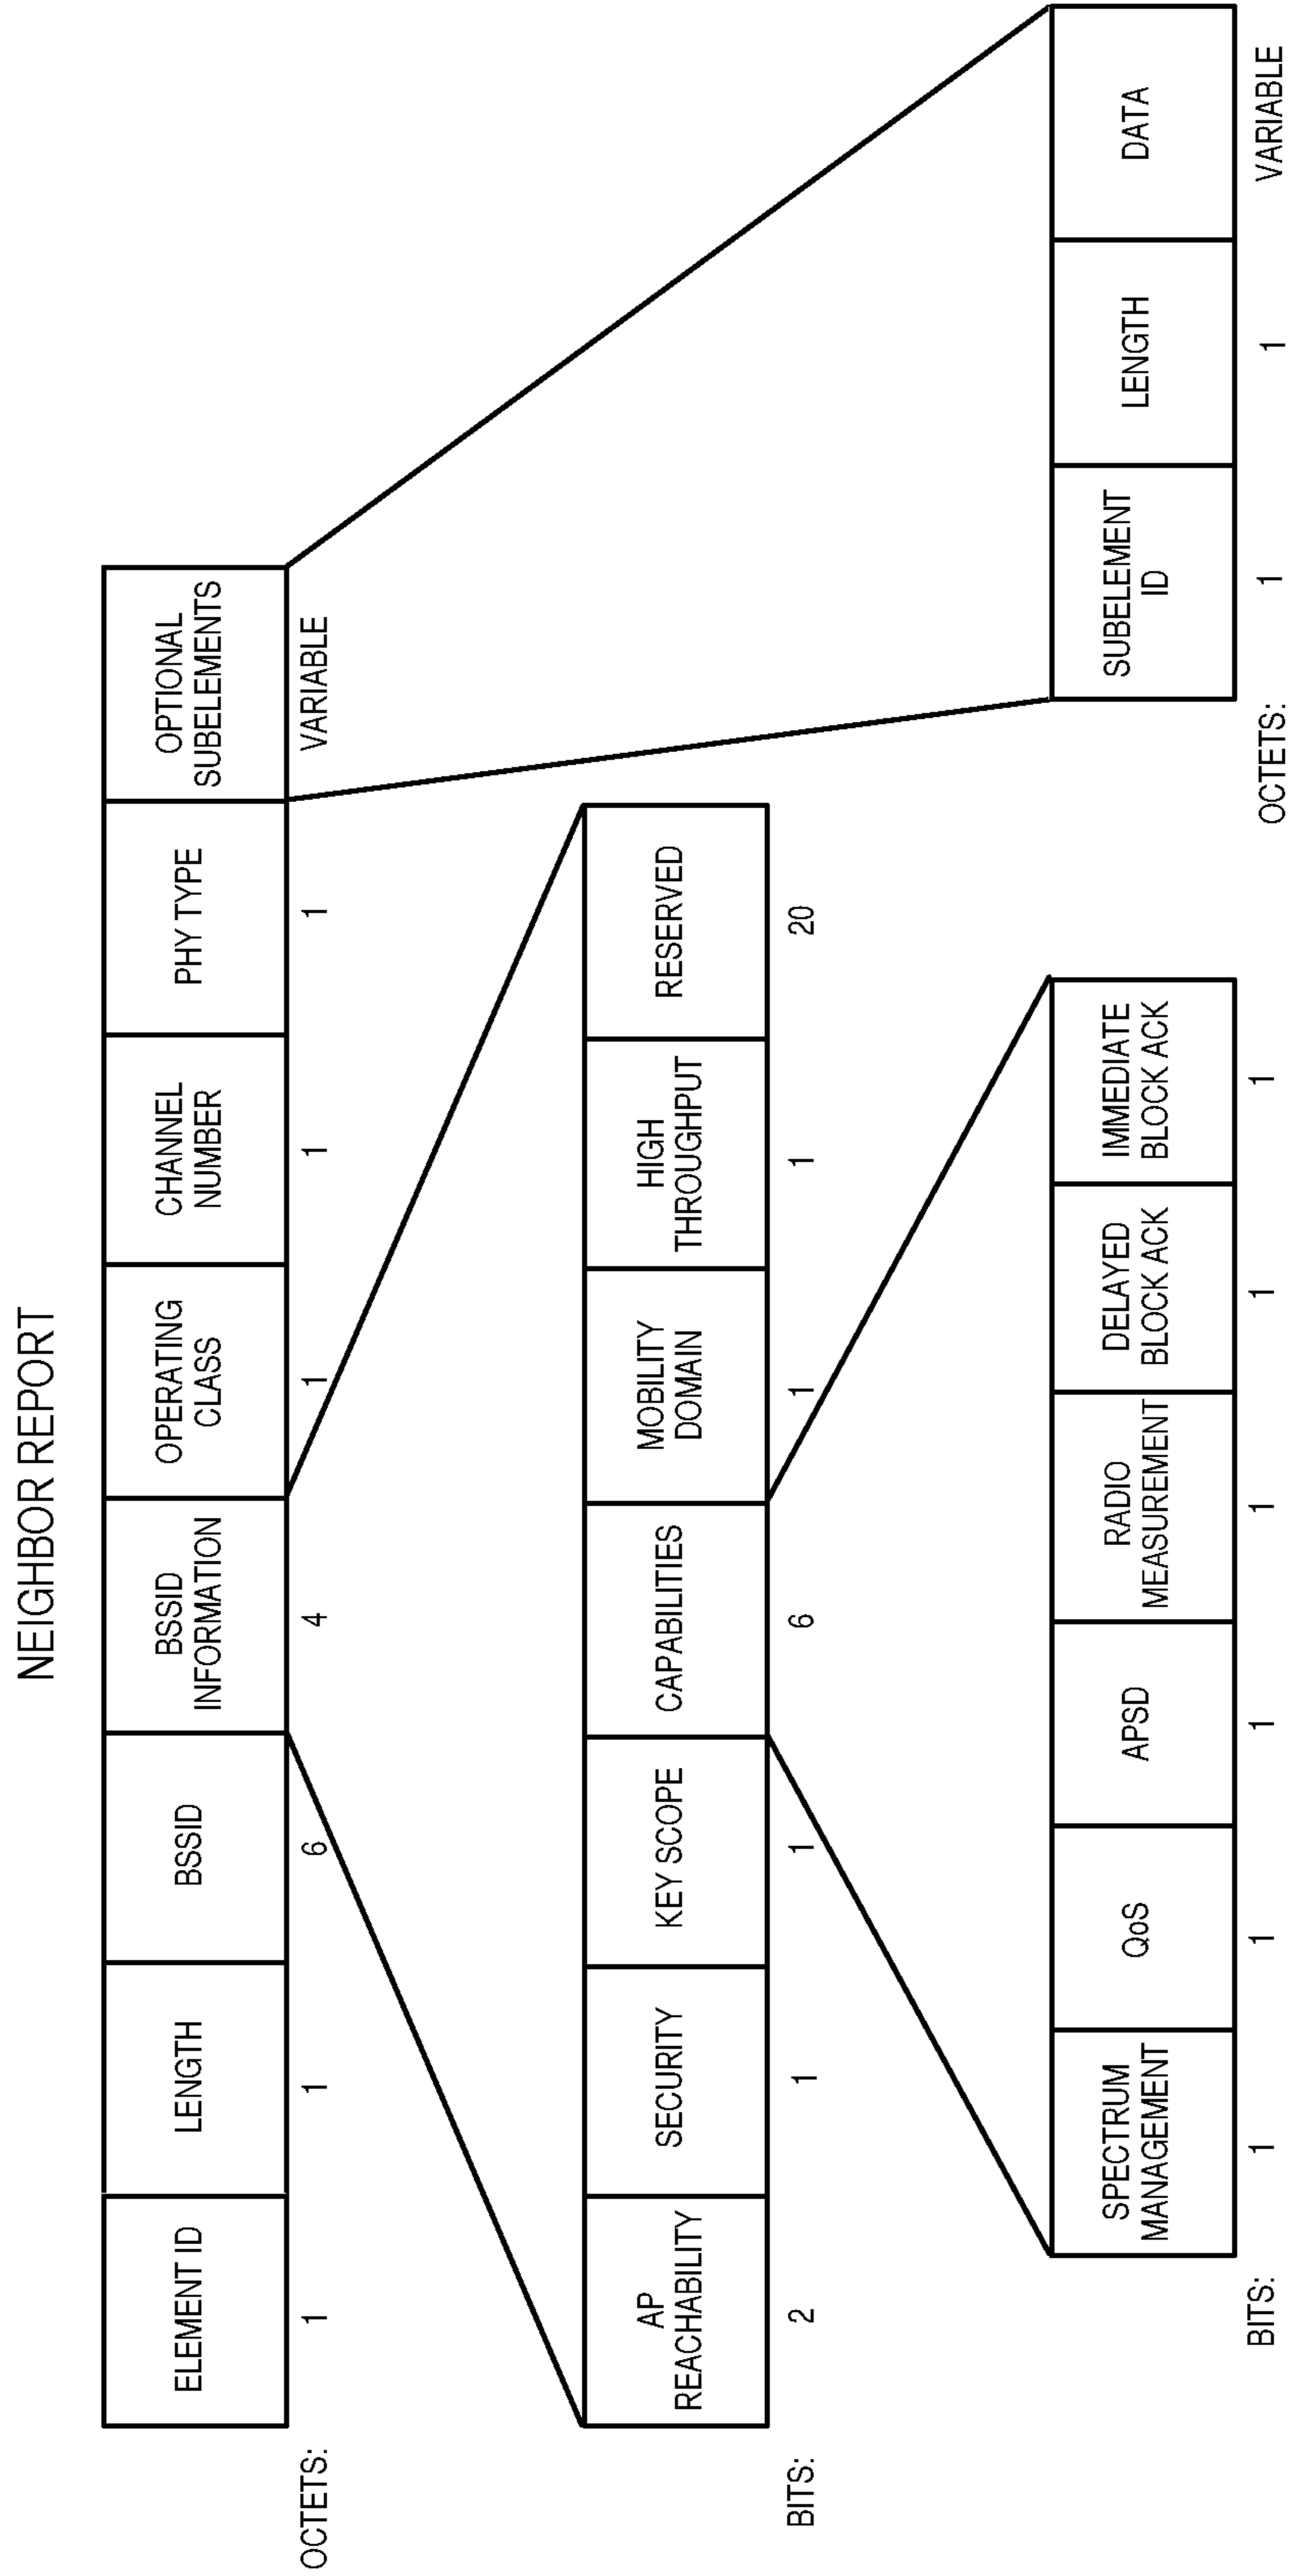 NEIGHBOR REPORT
ELEMENT ID
LENGTH
BSSID
BSSID
INFORMATION
OPERATING
CLASS
CHANNEL
NUMBER
PHY TYPE
OPTIONAL
SUBELEMENTS
OCTETS:
1
1
6
4
1
1
1
VARIABLE
AP
REACHABILITY
SECURITY
KEY SCOPE
CAPABILITIES
MOBILITY
DOMAIN
HIGH
THROUGHPUT
RESERVED
BITS:
2
1
1
6
1
1
20
SPECTRUM
MANAGEMENT
QoS
APSD
RADIO
MEASUREMENT
DELAYED
BLOCK ACK
IMMEDIATE
BLOCK ACK
BITS:
1
1
1
1
1
1
SUBELEMENT
ID
LENGTH
DATA
OCTETS:
1
1
VARIABLE